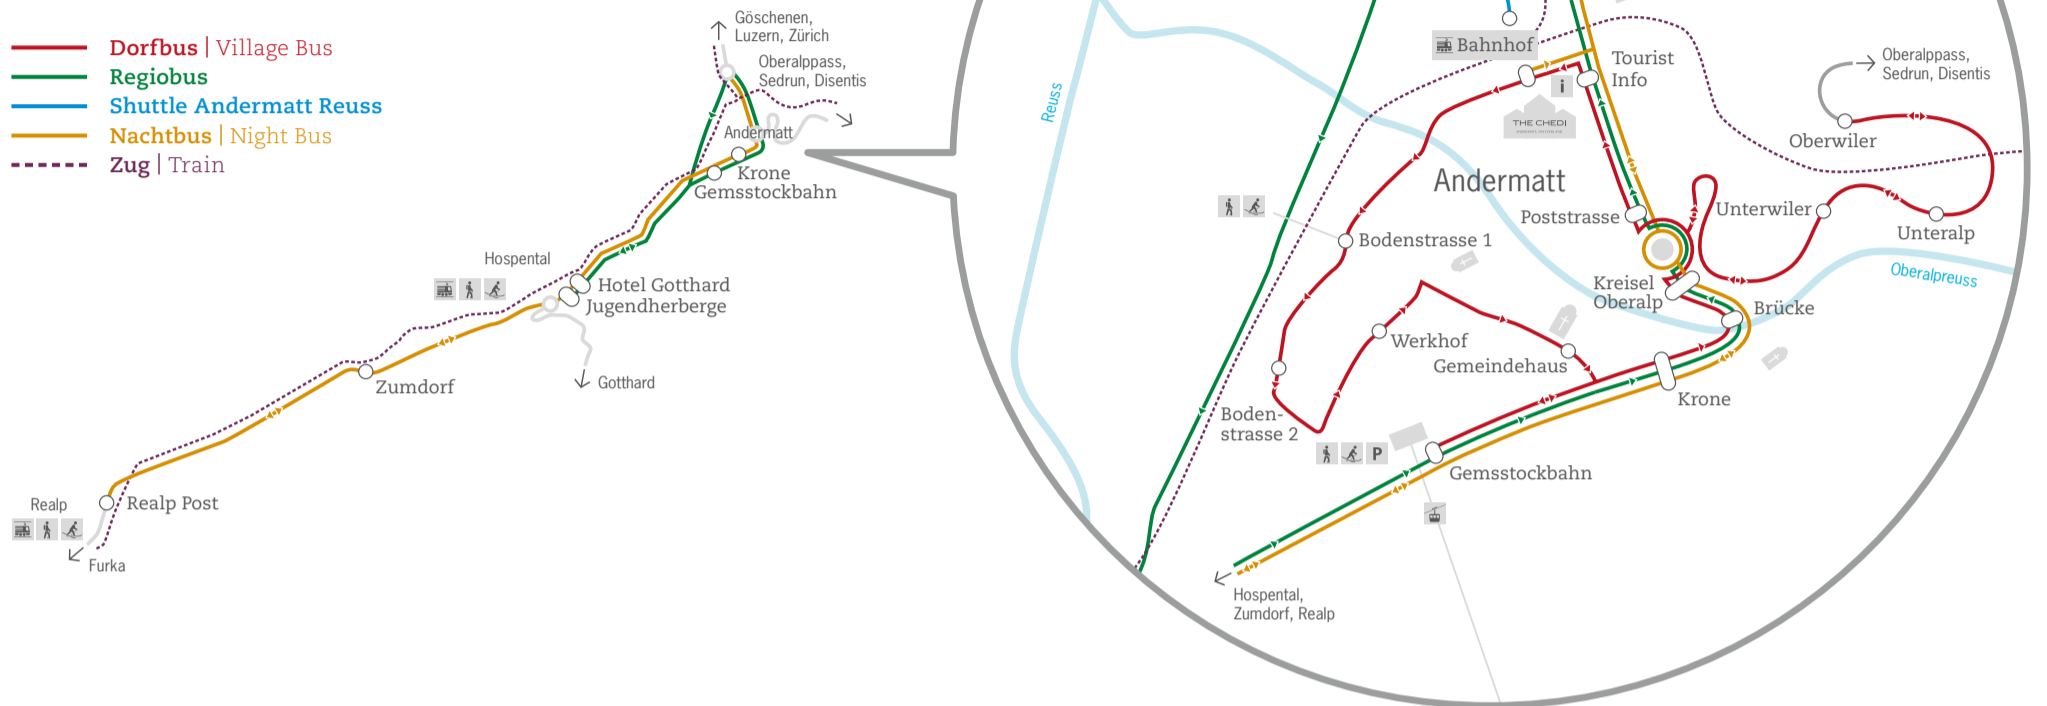 Dorfbus | Village Bus
Regiobus
Shuttle Andermatt Reuss
Nachtbus | Night Bus
Zug | Train
Göschenen,
Luzern, Zürich
Oberalppass,
Sedrun, Disentis
Andermatt
Krone
Gemsstockbahn
Hospental
Hotel Gotthard
Jugendherberge
Zumdorf
Gotthard
Realp
Realp Post
Furka
Reuss
Bahnhof
Tourist
Info
i
THE CHEDI
Oberalppass,
Sedrun, Disentis
Oberwiler
Andermatt
Poststrasse
Unterwiler
Unteralp
Bodenstrasse 1
Kreisel
Oberalp
Oberalpreuss
Brücke
Werkhof
Gemeindehaus
Krone
Boden-
strasse 2
P
Gemsstockbahn
Hospental,
Zumdorf, Realp